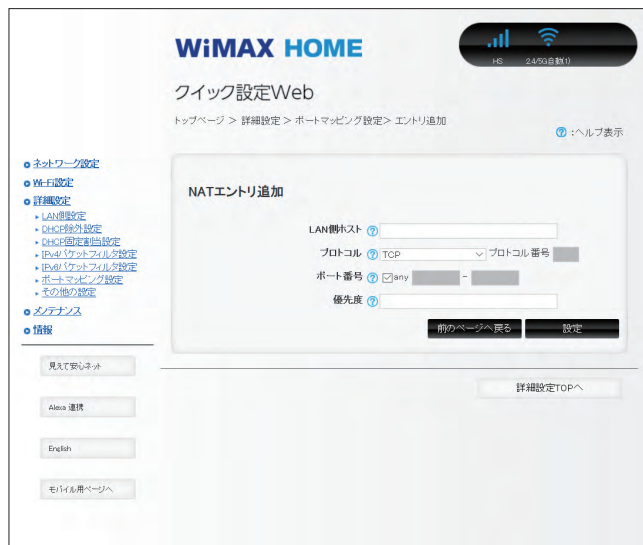 WiMAX HOME
HS 2.4/5G自動(1)
クイック設定Web
トップページ > 詳細設定 > ポートマッピング設定> エントリ追加
? :ヘルプ表示
ネットワーク設定
Wi-Fi設定
詳細設定
LAN側設定
DHCP除外設定
DHCP固定割当設定
IPv4パケットフィルタ設定
IPv6パケットフィルタ設定
ポートマッピング設定
その他の設定
メンテナンス
情報
見えて安心ネット
Alexa 連携
English
モバイル用ページへ
NATエントリ追加
LAN側ホスト ?
プロトコル ? TCP プロトコル番号
ポート番号 ? any -
優先度 ?
前のページへ戻る 設定
詳細設定TOPへ